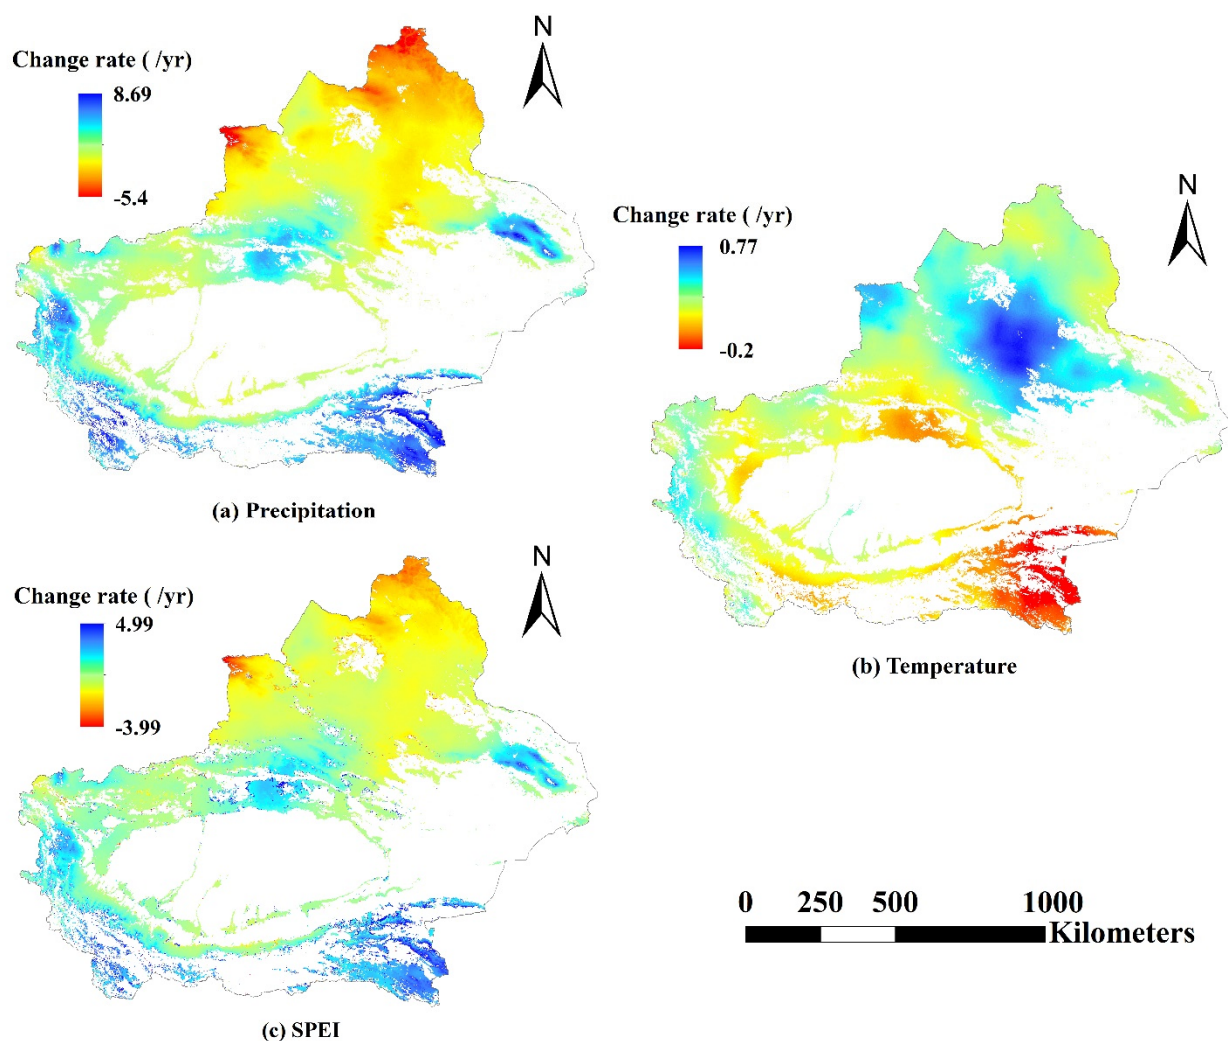 N
Change rate ( /yr)
8.69
-5.4
(a) Precipitation
N
Change rate ( /yr)
0.77
-0.2
(b) Temperature
N
Change rate ( /yr)
4.99
-3.99
(c) SPEI
0 250 500 1000
Kilometers